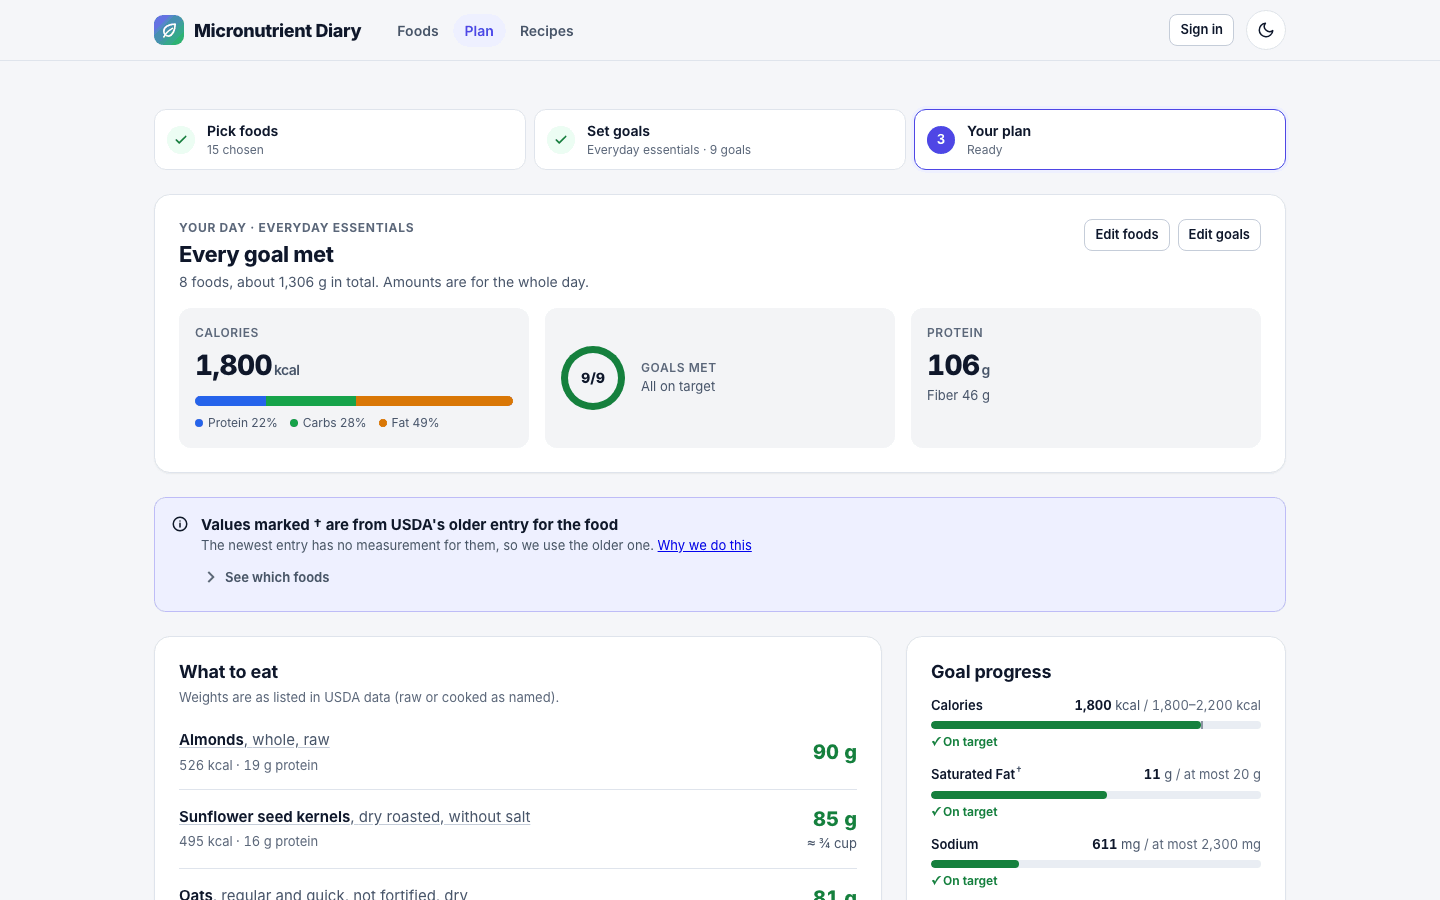 Micronutrient Diary
Foods
Plan
Recipes
Sign in
Pick foods
15 chosen
Set goals
Everyday essentials · 9 goals
3
Your plan
Ready
YOUR DAY · EVERYDAY ESSENTIALS
Every goal met
8 foods, about 1,306 g in total. Amounts are for the whole day.
Edit foods
Edit goals
CALORIES
1,800 kcal
Protein 22% Carbs 28% Fat 49%
9/9
GOALS MET
All on target
PROTEIN
106 g
Fiber 46 g
Values marked † are from USDA's older entry for the food
The newest entry has no measurement for them, so we use the older one. Why we do this
See which foods
What to eat
Weights are as listed in USDA data (raw or cooked as named).
Almonds, whole, raw
526 kcal · 19 g protein
90 g
Sunflower seed kernels, dry roasted, without salt
495 kcal · 16 g protein
85 g
≈ ¾ cup
Oats, regular and quick, not fortified, dry
81 g
Goal progress
Calories
1,800 kcal / 1,800–2,200 kcal
✓ On target
Saturated Fat†
11 g / at most 20 g
✓ On target
Sodium
611 mg / at most 2,300 mg
✓ On target